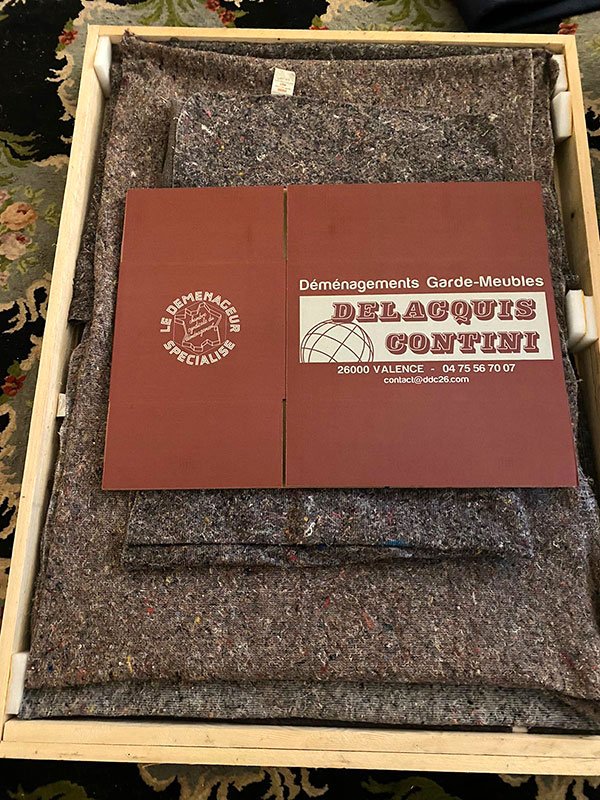 LE DEMENAGEUR
SPECIALISE
Déménagements Garde-Meubles
DELACQUIS
CONTINI
26000 VALENCE - 04 75 56 70 07
contact@ddc26.com